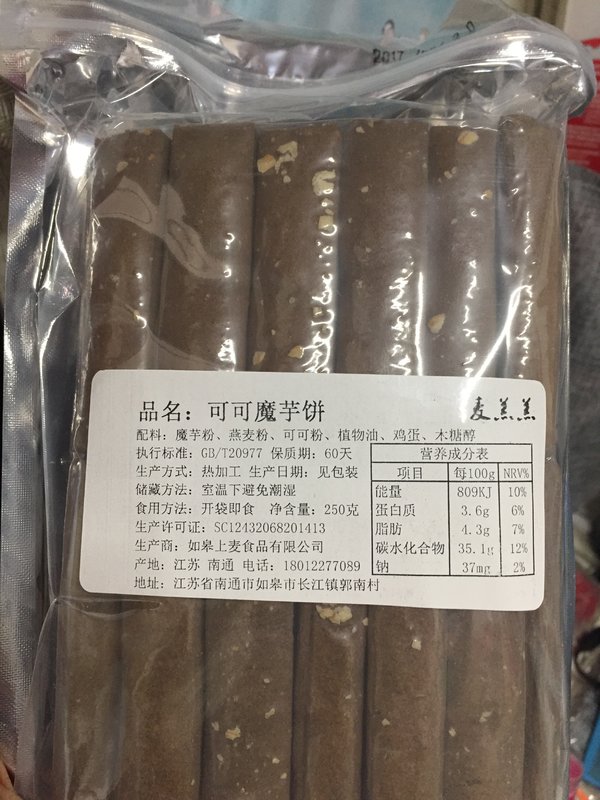 2017
品名：可可魔芋饼
麦羔羔
配料：魔芋粉、燕麦粉、可可粉、植物油、鸡蛋、木糖醇
执行标准：GB/T20977 保质期：60天
生产方式：热加工 生产日期：见包装
储藏方法：室温下避免潮湿
食用方法：开袋即食 净含量：250克
生产许可证：SC12432068201413
生产商：如皋上麦食品有限公司
产地：江苏 南通 电话：18012277089
地址：江苏省南通市如皋市长江镇郭南村
营养成分表
项目 每100g NRV%
能量 809KJ 10%
蛋白质 3.6g 6%
脂肪 4.3g 7%
碳水化合物 35.1g 12%
钠 37mg 2%